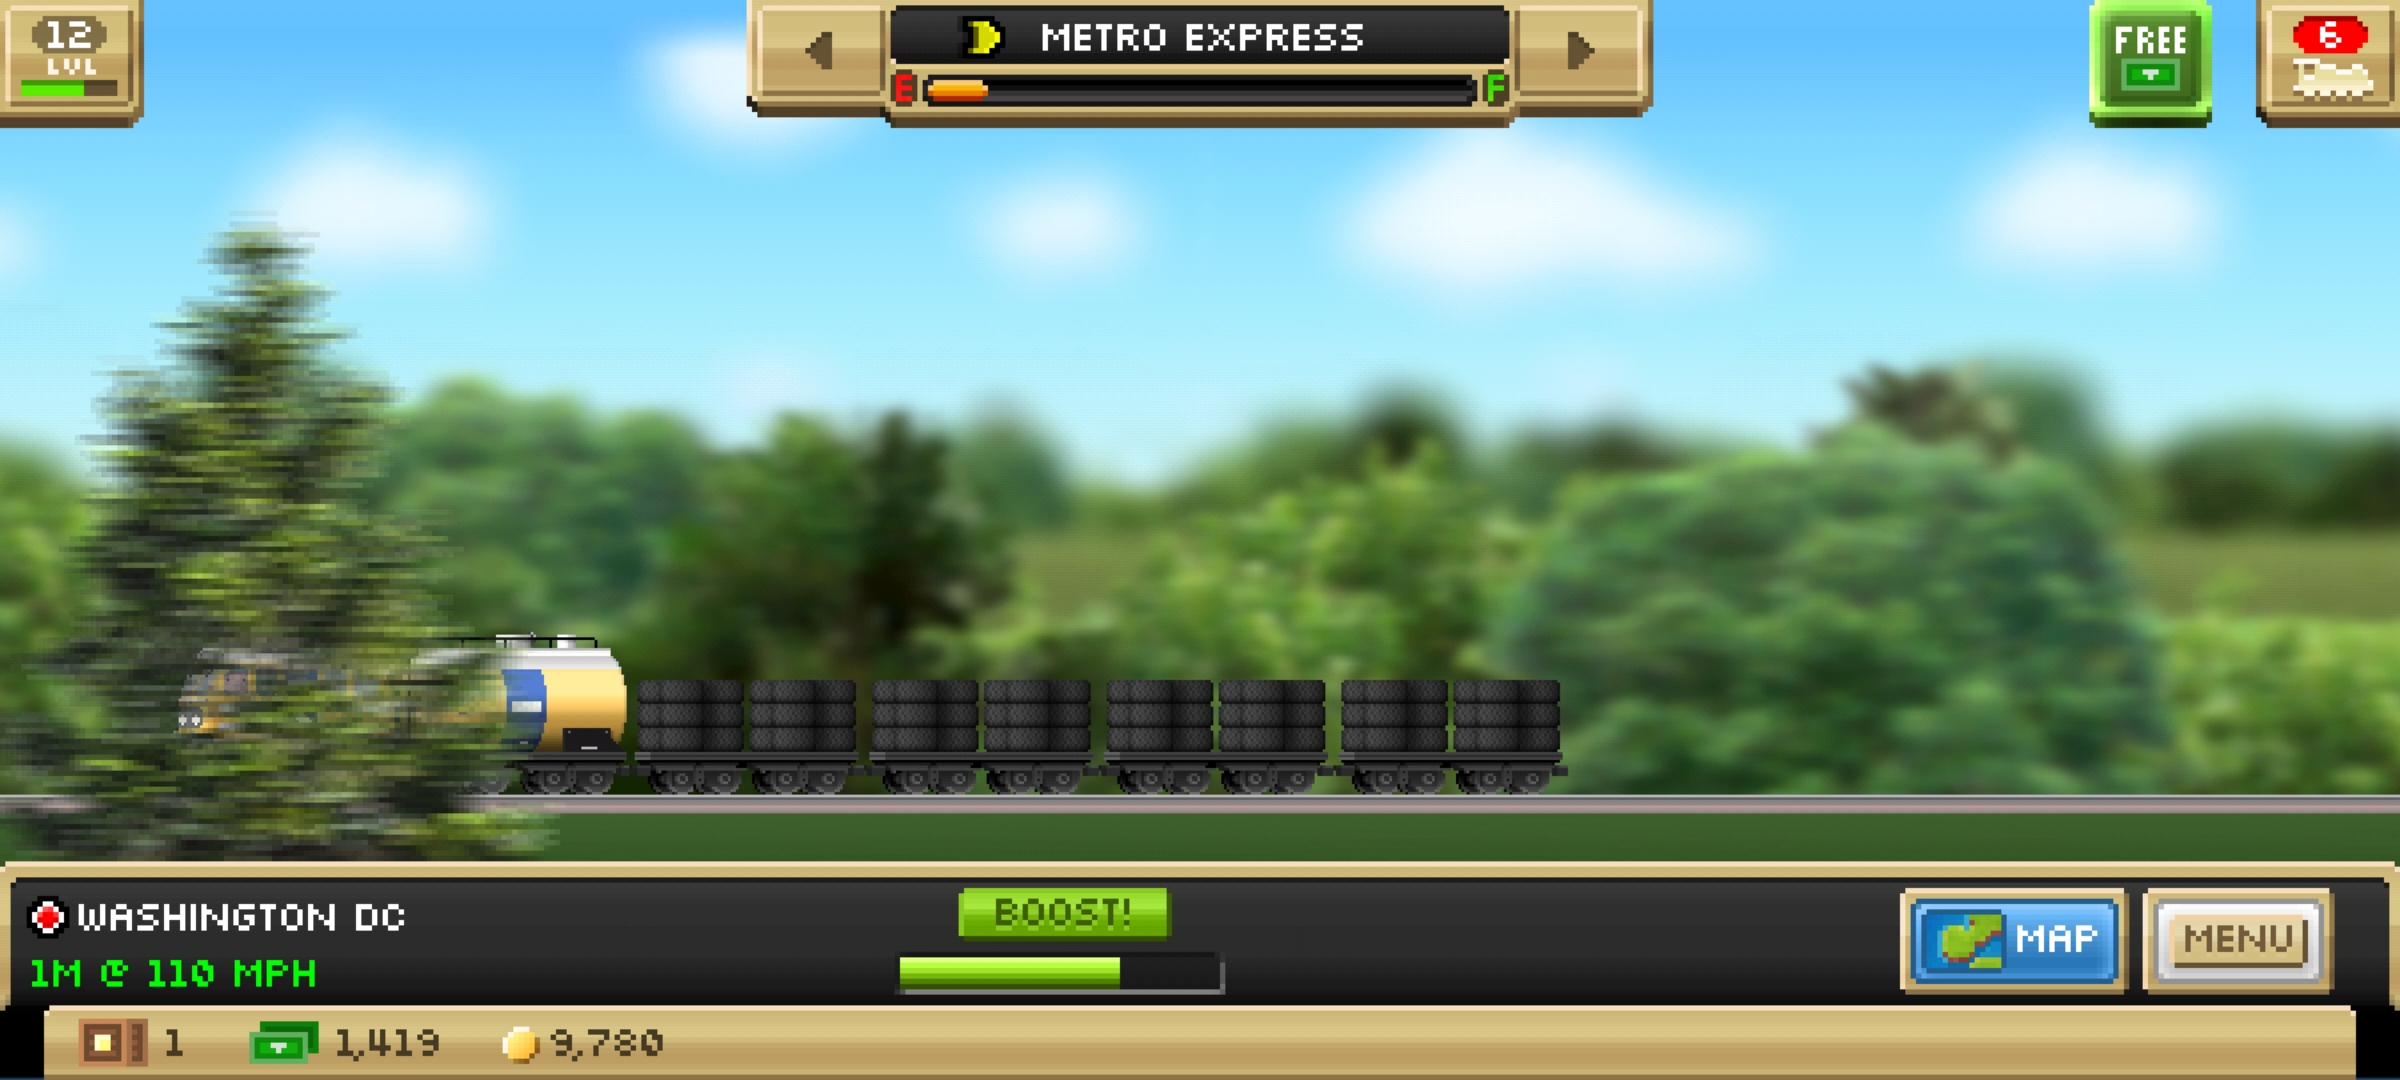 12
LVL
METRO EXPRESS
E F
FREE
6
WASHINGTON DC
1M @ 110 MPH
BOOST!
MAP
MENU
1 1,419 9,780